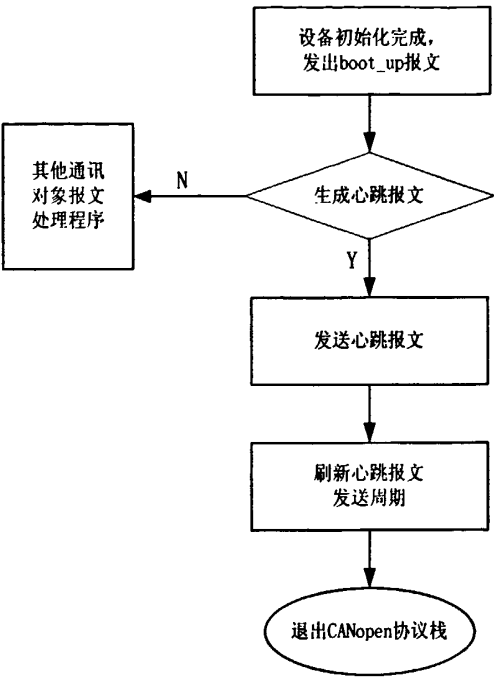 设备初始化完成，
发出boot_up报文
其他通讯
对象报文
处理程序
N
生成心跳报文
Y
发送心跳报文
刷新心跳报文
发送周期
退出CANopen协议栈